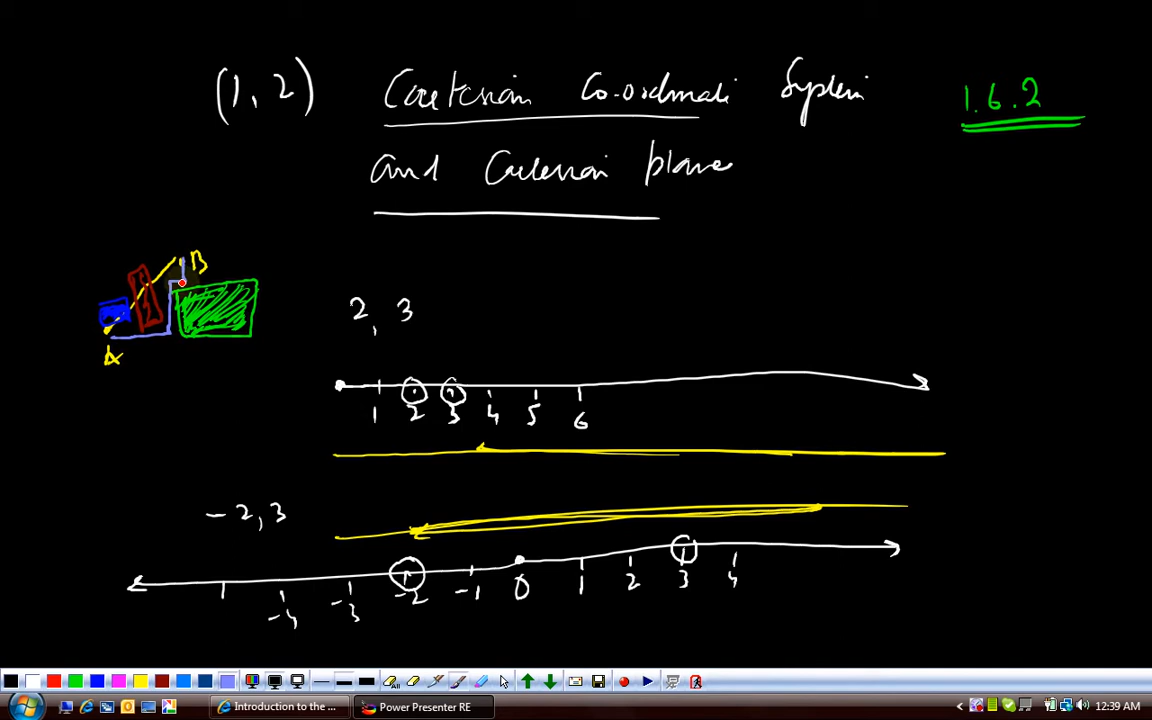 (1, 2) Cartesian Co-ordinate System
1.6.2
and Cartesian plane
B
A
2, 3
1 2 3 4 5 6
-2, 3
-4 -3 -2 -1 0 1 2 3 4
Introduction to the ...
Power Presenter RE
12:39 AM